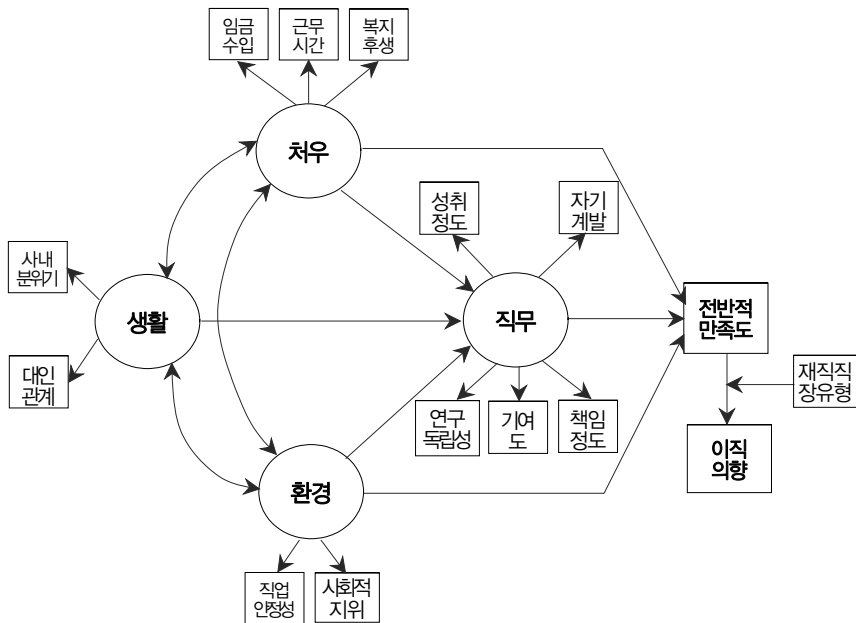 임금
수입
근무
시간
복지
후생
처우
성취
정도
자기
계발
사내
분위기
생활
직무
전반적
만족도
대인
관계
연구
독립성
기여
도
책임
정도
재직직
장유형
이직
의향
환경
직업
안정성
사회적
지위